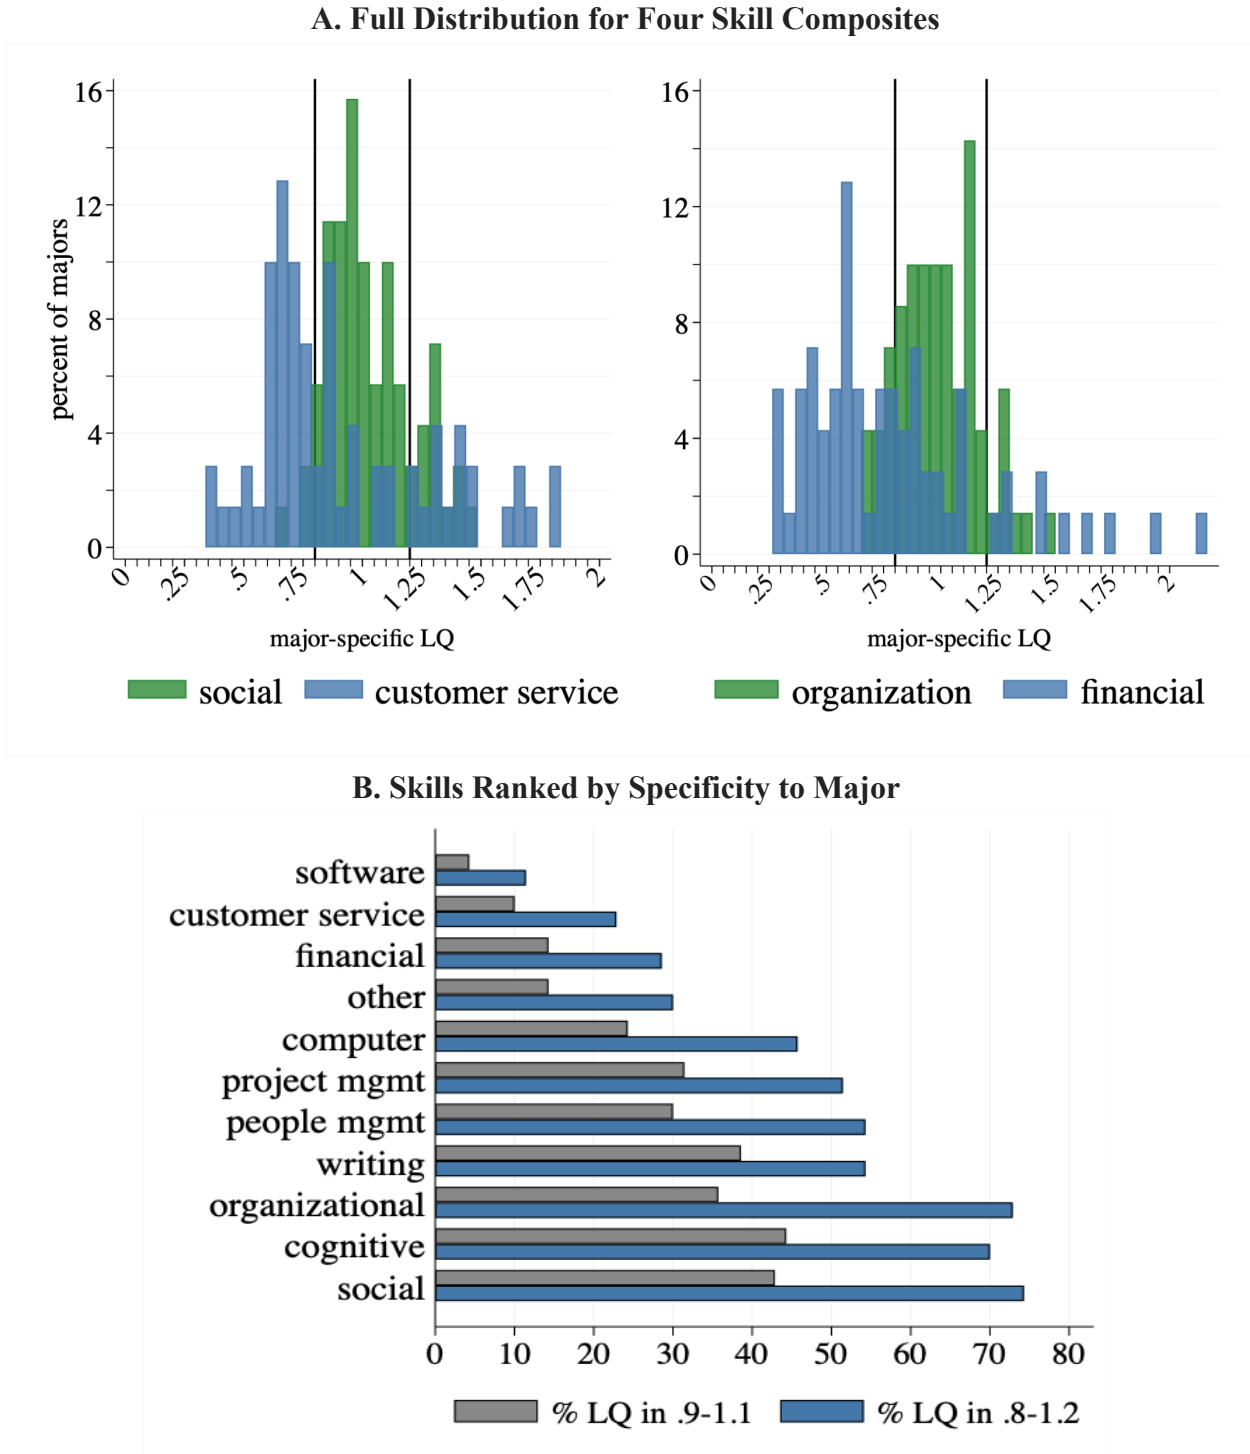 A. Full Distribution for Four Skill Composites
percent of majors
16
12
8
4
0
0 .25 .5 .75 1 1.25 1.5 1.75 2
major-specific LQ
social customer service
16
12
8
4
0
0 .25 .5 .75 1 1.25 1.5 1.75 2
major-specific LQ
organization financial
B. Skills Ranked by Specificity to Major
software
customer service
financial
other
computer
project mgmt
people mgmt
writing
organizational
cognitive
social
0 10 20 30 40 50 60 70 80
% LQ in .9-1.1 % LQ in .8-1.2